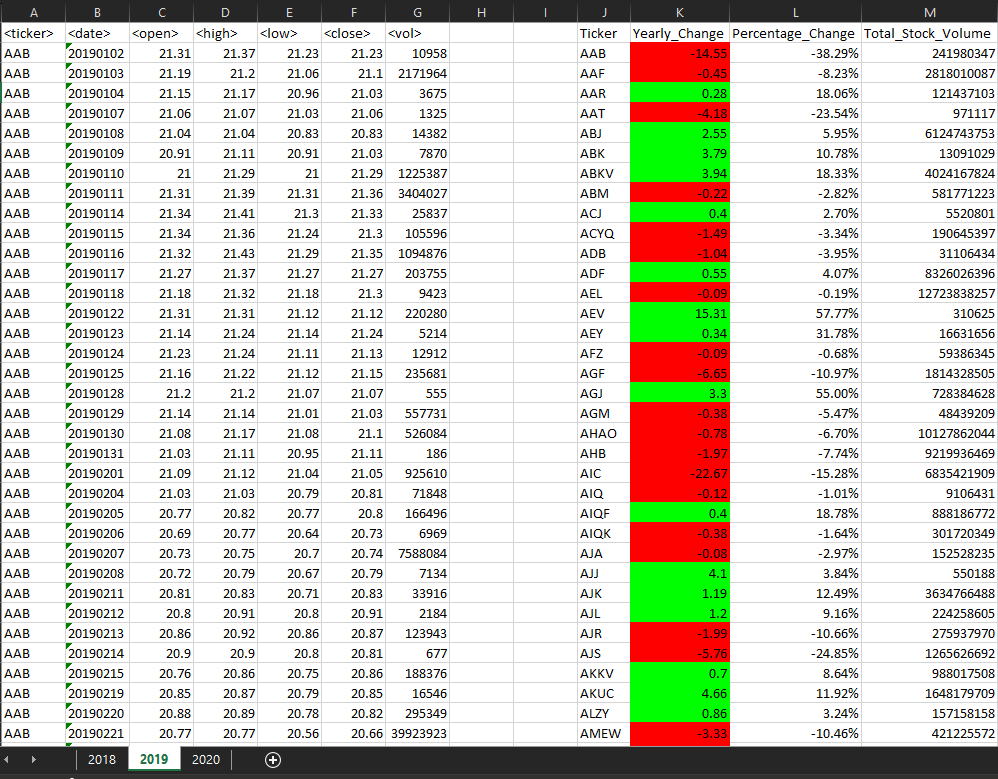 A B C D E F G H I J K L M
<ticker> <date> <open> <high> <low> <close> <vol> Ticker Yearly_Change Percentage_Change Total_Stock_Volume
AAB 20190102 21.31 21.37 21.23 21.23 10958 AAB -14.55 -38.29% 241980347
AAB 20190103 21.19 21.2 21.06 21.1 2171964 AAF -0.45 -8.23% 2818010087
AAB 20190104 21.15 21.17 20.96 21.03 3675 AAR 0.28 18.06% 121437103
AAB 20190107 21.06 21.07 21.03 21.06 1325 AAT -4.18 -23.54% 971117
AAB 20190108 21.04 21.04 20.83 20.83 14382 ABJ 2.55 5.95% 6124743753
AAB 20190109 20.91 21.11 20.91 21.03 7870 ABK 3.79 10.78% 13091029
AAB 20190110 21 21.29 21 21.29 1225387 ABKV 3.94 18.33% 4024167824
AAB 20190111 21.31 21.39 21.31 21.36 3404027 ABM -0.22 -2.82% 581771223
AAB 20190114 21.34 21.41 21.3 21.33 25837 ACJ 0.4 2.70% 5520801
AAB 20190115 21.34 21.36 21.24 21.3 105596 ACYQ -1.49 -3.34% 190645397
AAB 20190116 21.32 21.43 21.29 21.35 1094876 ADB -1.04 -3.95% 31106434
AAB 20190117 21.27 21.37 21.27 21.27 203755 ADF 0.55 4.07% 8326026396
AAB 20190118 21.18 21.32 21.18 21.3 9423 AEL -0.09 -0.19% 12723838257
AAB 20190122 21.31 21.31 21.12 21.12 220280 AEV 15.31 57.77% 310625
AAB 20190123 21.14 21.24 21.14 21.24 5214 AEY 0.34 31.78% 16631656
AAB 20190124 21.23 21.24 21.11 21.13 12912 AFZ -0.09 -0.68% 59386345
AAB 20190125 21.16 21.22 21.12 21.15 235681 AGF -6.65 -10.97% 1814328505
AAB 20190128 21.2 21.2 21.07 21.07 555 AGJ 3.3 55.00% 728384628
AAB 20190129 21.14 21.14 21.01 21.03 557731 AGM -0.38 -5.47% 48439209
AAB 20190130 21.08 21.17 21.08 21.1 526084 AHAO -0.78 -6.70% 10127862044
AAB 20190131 21.03 21.11 20.95 21.11 186 AHB -1.97 -7.74% 9219936469
AAB 20190201 21.09 21.12 21.04 21.05 925610 AIC -22.67 -15.28% 6835421909
AAB 20190204 21.03 21.03 20.79 20.81 71848 AIQ -0.12 -1.01% 9106431
AAB 20190205 20.77 20.82 20.77 20.8 166496 AIQF 0.4 18.78% 888186772
AAB 20190206 20.69 20.77 20.64 20.73 6969 AIQK -0.38 -1.64% 301720349
AAB 20190207 20.73 20.75 20.7 20.74 7588084 AJA -0.08 -2.97% 152528235
AAB 20190208 20.72 20.79 20.67 20.79 7134 AJJ 4.1 3.84% 550188
AAB 20190211 20.81 20.83 20.71 20.83 33916 AJK 1.19 12.49% 3634766488
AAB 20190212 20.8 20.91 20.8 20.91 2184 AJL 1.2 9.16% 224258605
AAB 20190213 20.86 20.92 20.86 20.87 123943 AJR -1.99 -10.66% 275937970
AAB 20190214 20.9 20.9 20.8 20.81 677 AJS -5.76 -24.85% 1265626692
AAB 20190215 20.76 20.86 20.75 20.86 188376 AKKV 0.7 8.64% 988017508
AAB 20190219 20.85 20.87 20.79 20.85 16546 AKUC 4.66 11.92% 1648179709
AAB 20190220 20.88 20.89 20.78 20.82 295349 ALZY 0.86 3.24% 157158158
AAB 20190221 20.77 20.77 20.56 20.66 39923923 AMEW -3.33 -10.46% 421225572
2018 2019 2020